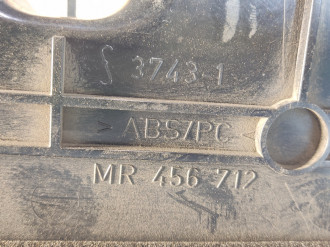 ʃ 3743-1
> ABS/PC <
MR 456 712